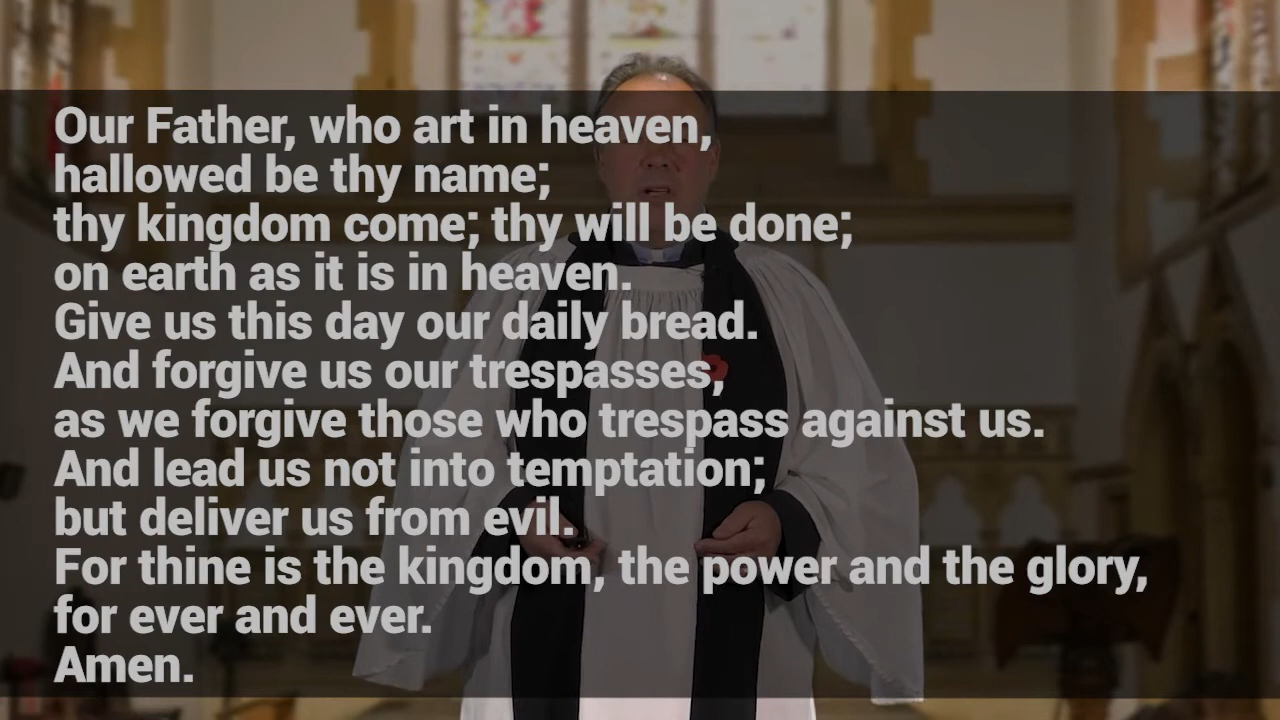 Our Father, who art in heaven,
hallowed be thy name;
thy kingdom come; thy will be done;
on earth as it is in heaven.
Give us this day our daily bread.
And forgive us our trespasses,
as we forgive those who trespass against us.
And lead us not into temptation;
but deliver us from evil.
For thine is the kingdom, the power and the glory,
for ever and ever.
Amen.